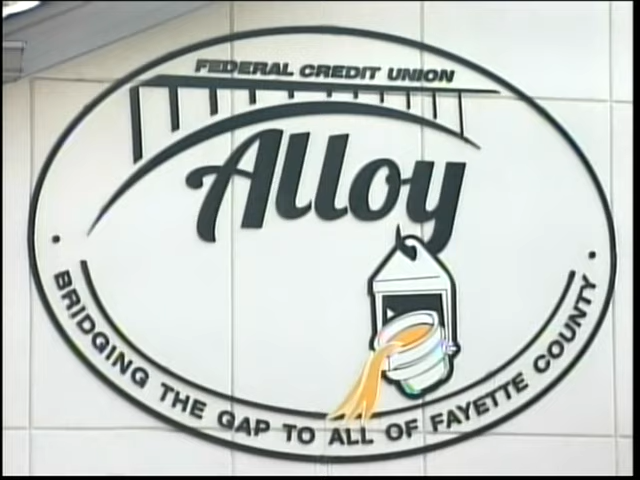 FEDERAL CREDIT UNION
Alloy
• BRIDGING THE GAP TO ALL OF FAYETTE COUNTY •